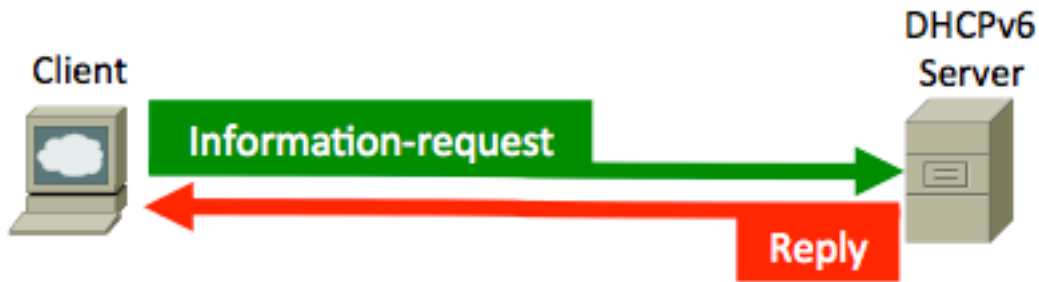 Client
DHCPv6
Server
Information-request
Reply